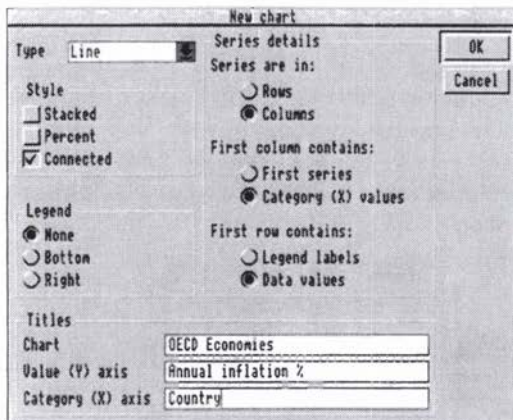 New chart
Type Line
Style
Stacked
Percent
Connected
Legend
None
Bottom
Right
Series details
Series are in:
Rows
Columns
First column contains:
First series
Category (X) values
First row contains:
Legend labels
Data values
OK
Cancel
Titles
Chart OECD Economies
Value (Y) axis Annual inflation %
Category (X) axis Country